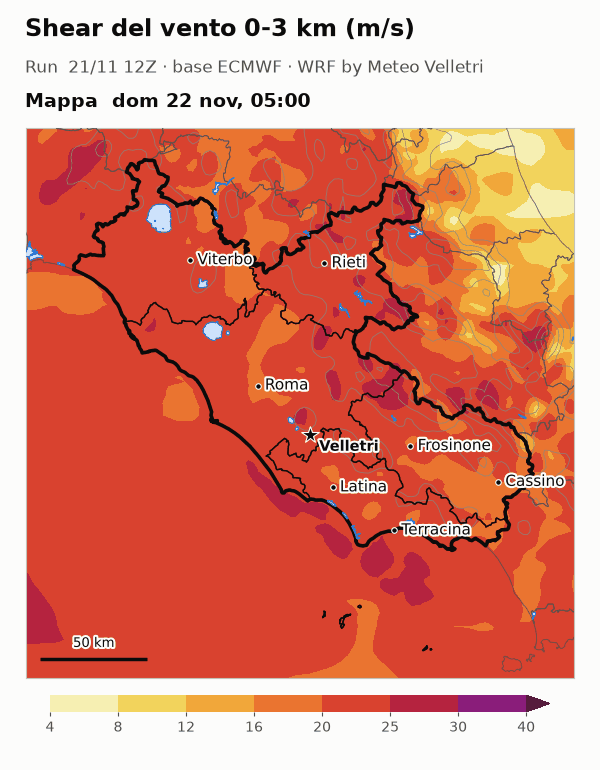 Shear del vento 0-3 km (m/s)
Run  21/11 12Z · base ECMWF · WRF by Meteo Velletri
Mappa  dom 22 nov, 05:00
Viterbo
Rieti
Roma
Velletri
Frosinone
Cassino
Latina
Terracina
50 km
4 8 12 16 20 25 30 40